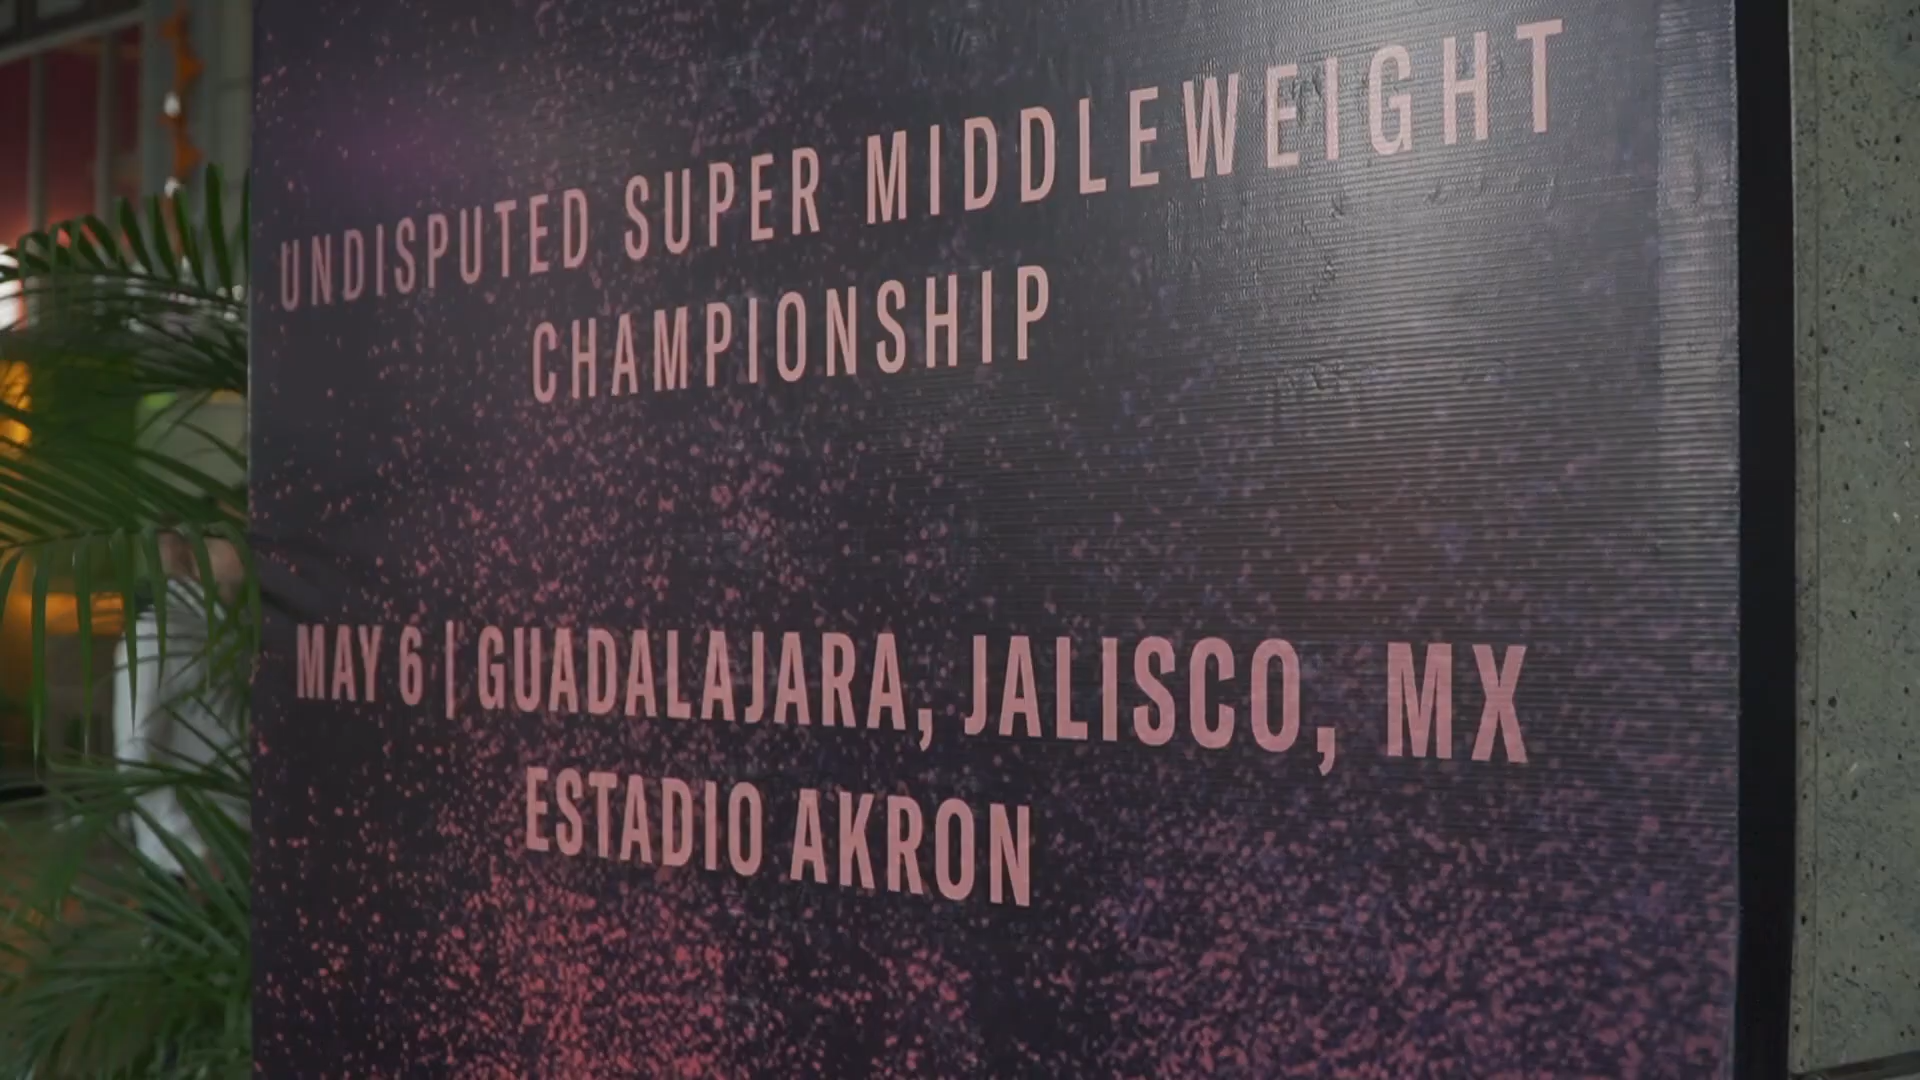 UNDISPUTED SUPER MIDDLEWEIGHT
CHAMPIONSHIP
MAY 6 | GUADALAJARA, JALISCO, MX
ESTADIO AKRON